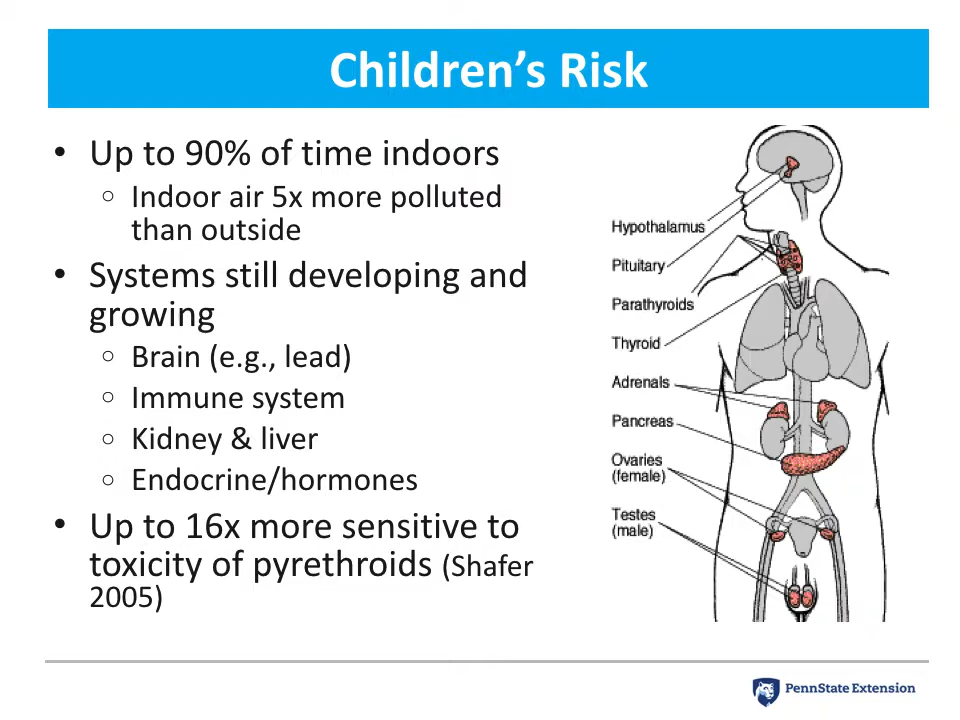 Children’s Risk
• Up to 90% of time indoors
○ Indoor air 5x more polluted
than outside
• Systems still developing and
growing
○ Brain (e.g., lead)
○ Immune system
○ Kidney & liver
○ Endocrine/hormones
• Up to 16x more sensitive to
toxicity of pyrethroids (Shafer
2005)
Hypothalamus
Pituitary
Parathyroids
Thyroid
Adrenals
Pancreas
Ovaries
(female)
Testes
(male)
PennState Extension